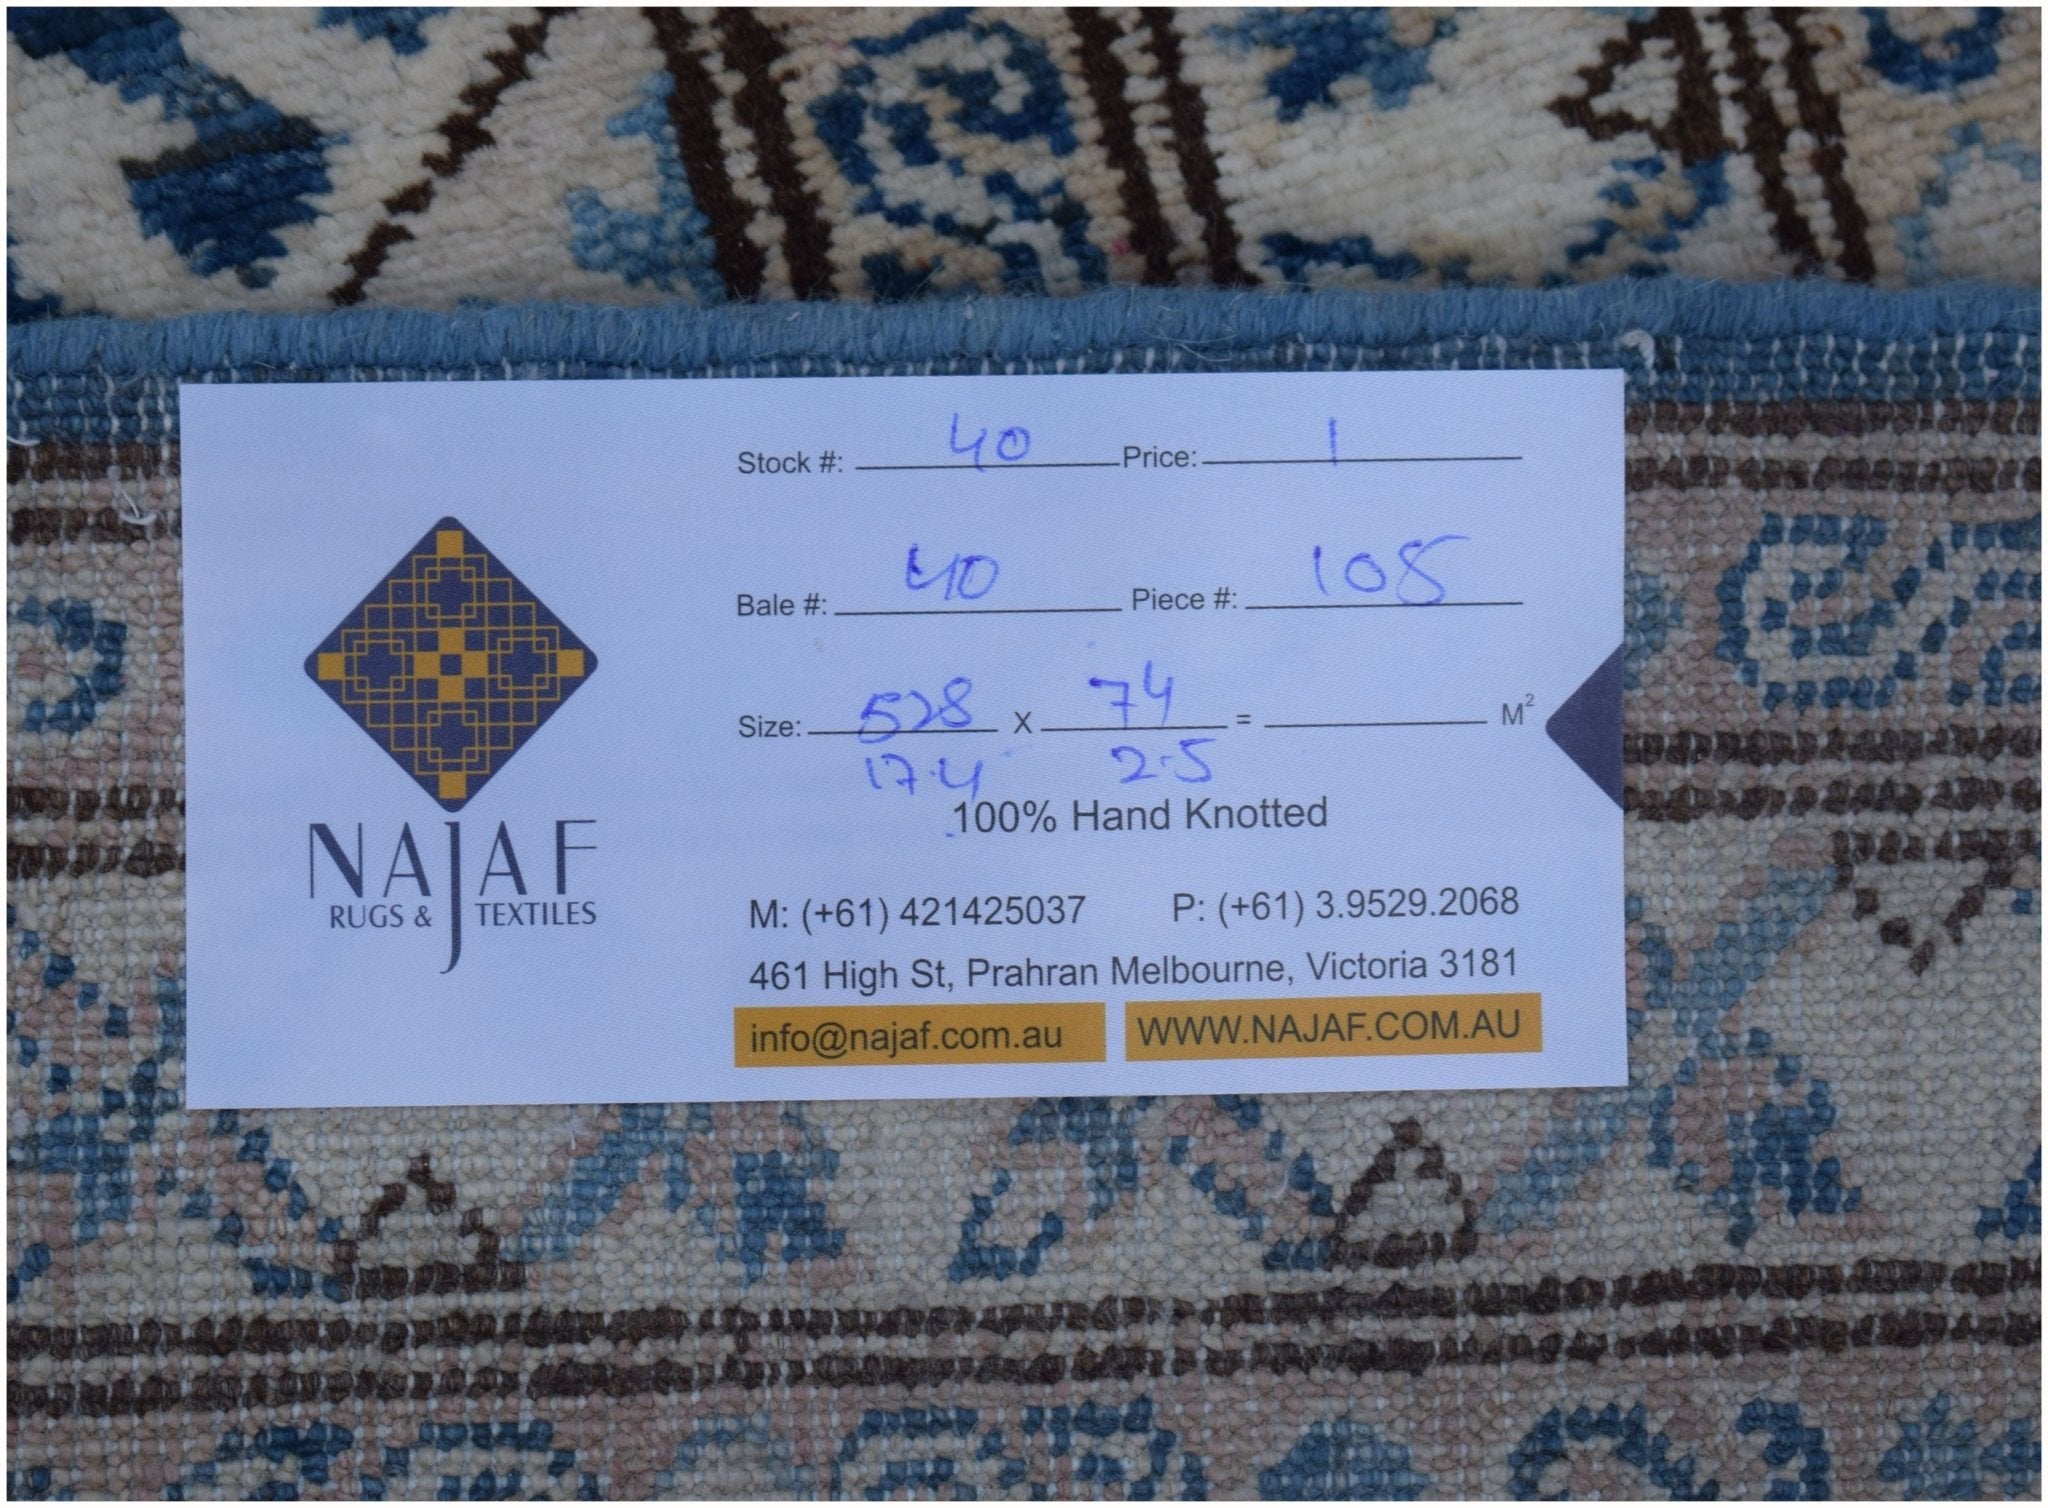 Stock #: 40 Price: 1
Bale #: 40 Piece #: 105
Size: 528 X 74 = M²
17.4 2.5
100% Hand Knotted
NAJAF
RUGS & TEXTILES
M: (+61) 421425037 P: (+61) 3.9529.2068
461 High St, Prahran Melbourne, Victoria 3181
info@najaf.com.au WWW.NAJAF.COM.AU